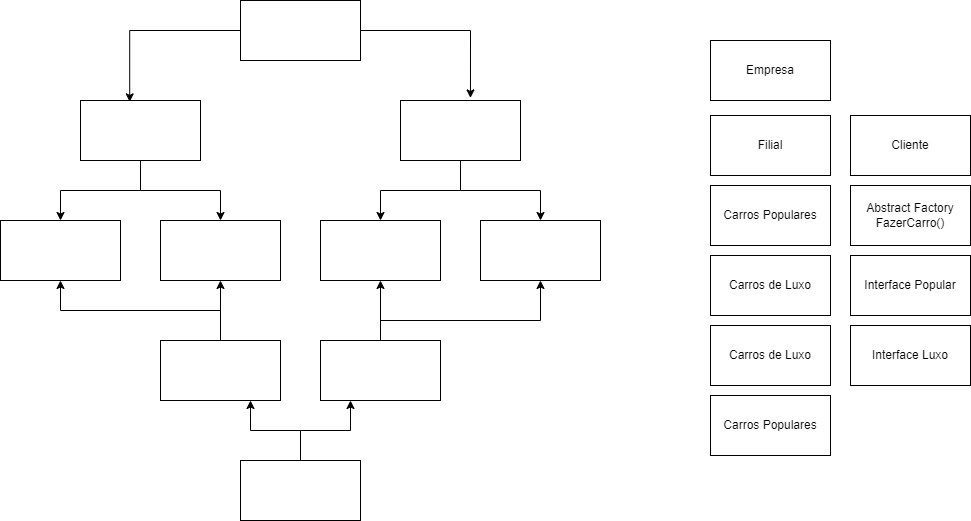 Empresa
Filial
Cliente
Carros Populares
Abstract Factory
FazerCarro()
Carros de Luxo
Interface Popular
Carros de Luxo
Interface Luxo
Carros Populares